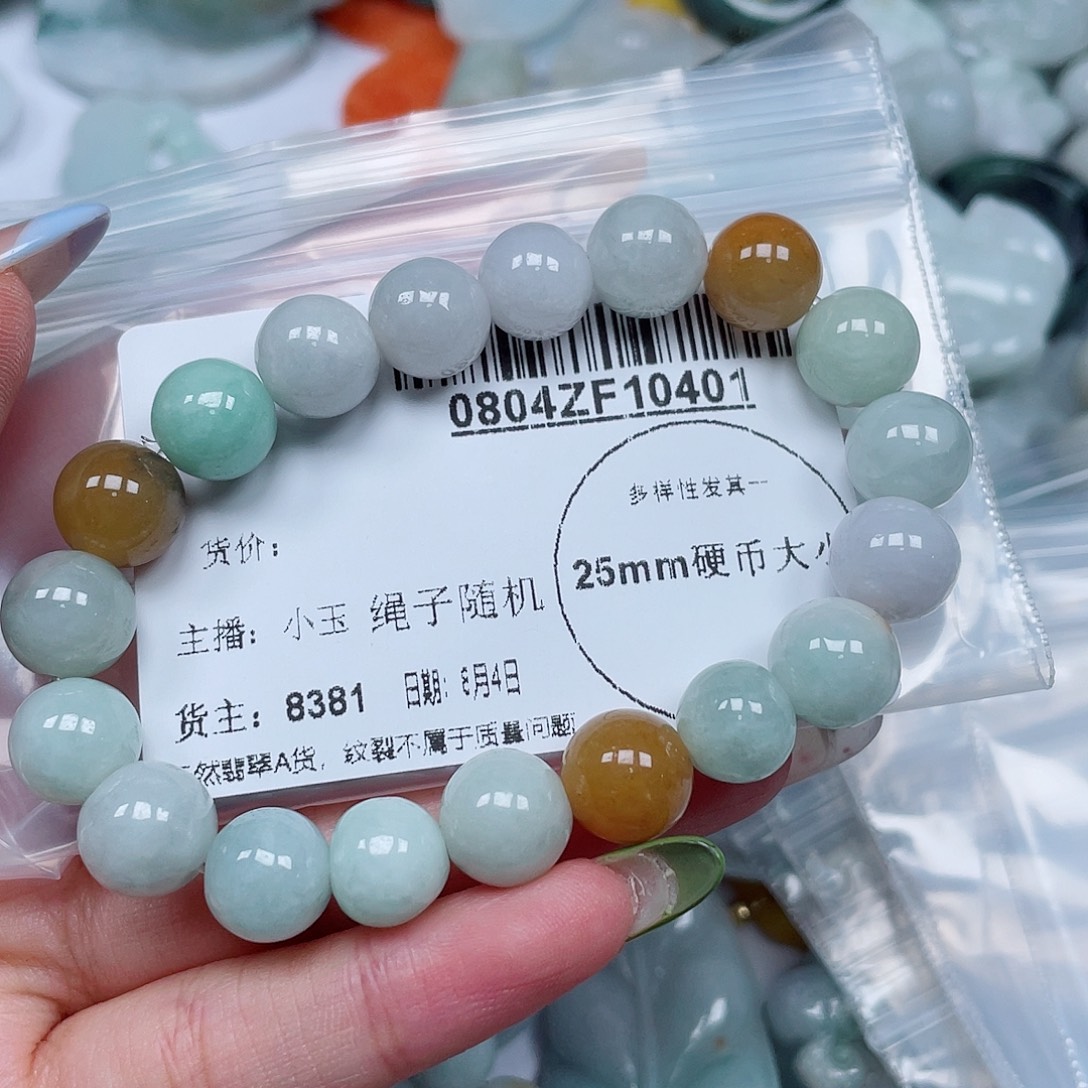 0804ZF10401
多样性发其一
25mm硬币大小
货价：
主播：小玉 绳子随机
货主：8381 日期：8月4日
然翡翠A货，纹裂不属于质量问题